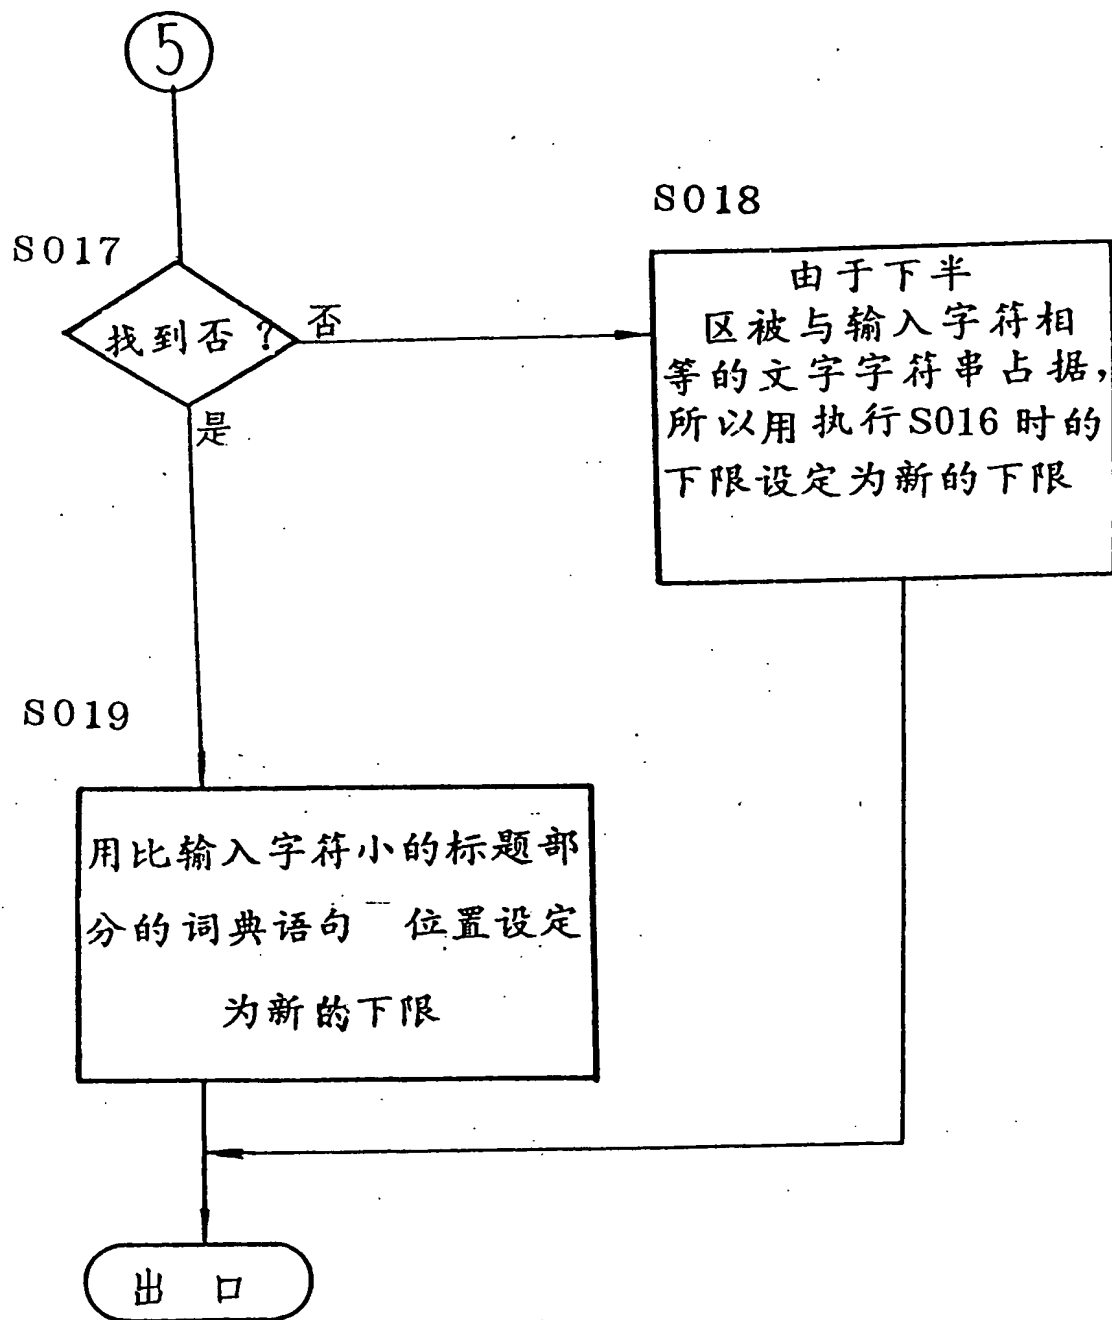 5
S017
找到否?
否
是
S018
由于下半
区被与输入字符相
等的文字字符串占据,
所以用执行S016时的
下限设定为新的下限
S019
用比输入字符小的标题部
分的词典语句 位置设定
为新的下限
出 口